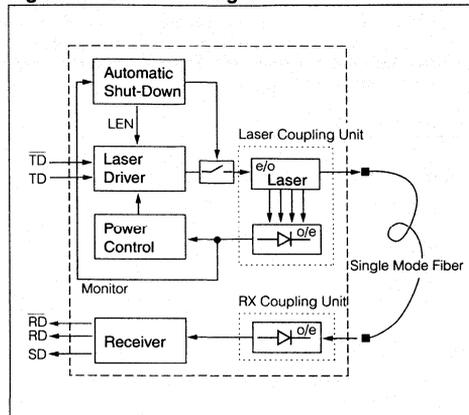 Automatic
Shut-Down
LEN
Laser Coupling Unit
TD
TD
Laser
Driver
e/o
Laser
Power
Control
o/e
Single Mode Fiber
Monitor
RX Coupling Unit
RD
RD
SD
Receiver
o/e